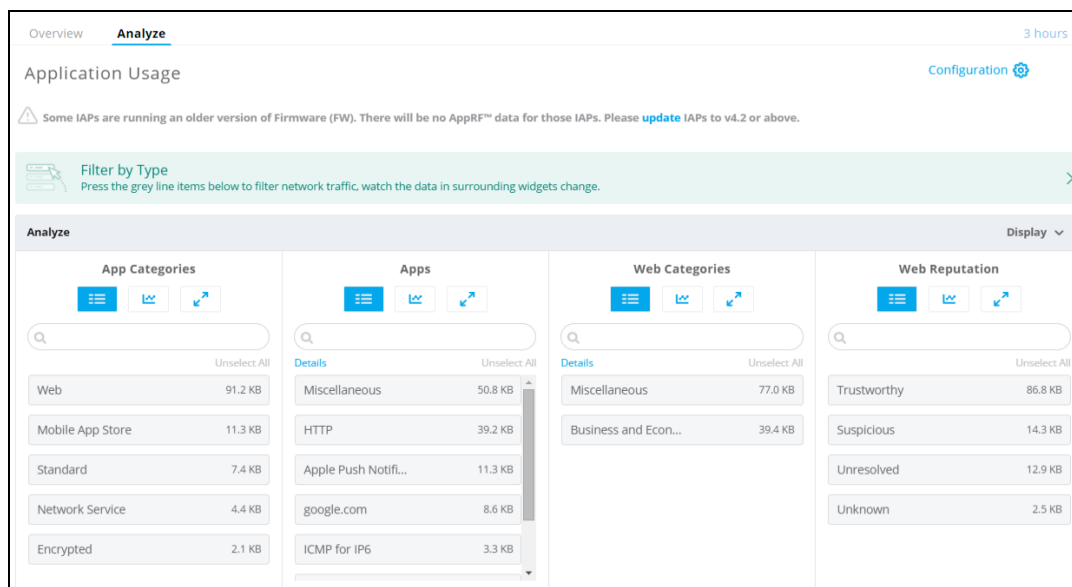 Overview Analyze 3 hours
Application Usage
Configuration
Some IAPs are running an older version of Firmware (FW). There will be no AppRF™ data for those IAPs. Please update IAPs to v4.2 or above.
Filter by Type
Press the grey line items below to filter network traffic, watch the data in surrounding widgets change.
Analyze Display
App Categories Apps Web Categories Web Reputation
Unselect All Details Unselect All Details Unselect All Unselect All
Web 91.2 KB Miscellaneous 50.8 KB Miscellaneous 77.0 KB Trustworthy 86.8 KB
Mobile App Store 11.3 KB HTTP 39.2 KB Business and Econ... 39.4 KB Suspicious 14.3 KB
Standard 7.4 KB Apple Push Notifi... 11.3 KB Unresolved 12.9 KB
Network Service 4.4 KB google.com 8.6 KB Unknown 2.5 KB
Encrypted 2.1 KB ICMP for IP6 3.3 KB